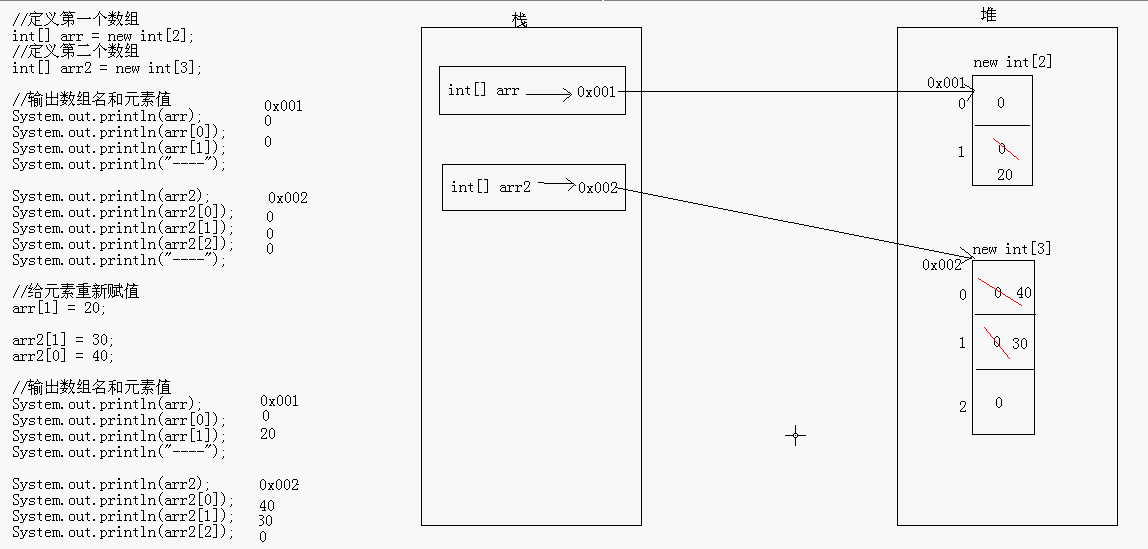 //定义第一个数组
int[] arr = new int[2];
//定义第二个数组
int[] arr2 = new int[3];
//输出数组名和元素值
System.out.println(arr); 0x001
System.out.println(arr[0]); 0
System.out.println(arr[1]); 0
System.out.println("----");
System.out.println(arr2); 0x002
System.out.println(arr2[0]); 0
System.out.println(arr2[1]); 0
System.out.println(arr2[2]); 0
System.out.println("----");
//给元素重新赋值
arr[1] = 20;
arr2[1] = 30;
arr2[0] = 40;
//输出数组名和元素值
System.out.println(arr); 0x001
System.out.println(arr[0]); 0
System.out.println(arr[1]); 20
System.out.println("----");
System.out.println(arr2); 0x002
System.out.println(arr2[0]); 40
System.out.println(arr2[1]); 30
System.out.println(arr2[2]); 0
栈
int[] arr 0x001
int[] arr2 0x002
堆
new int[2]
0x001
0 0
1 0
20
new int[3]
0x002
0 0 40
1 0 30
2 0